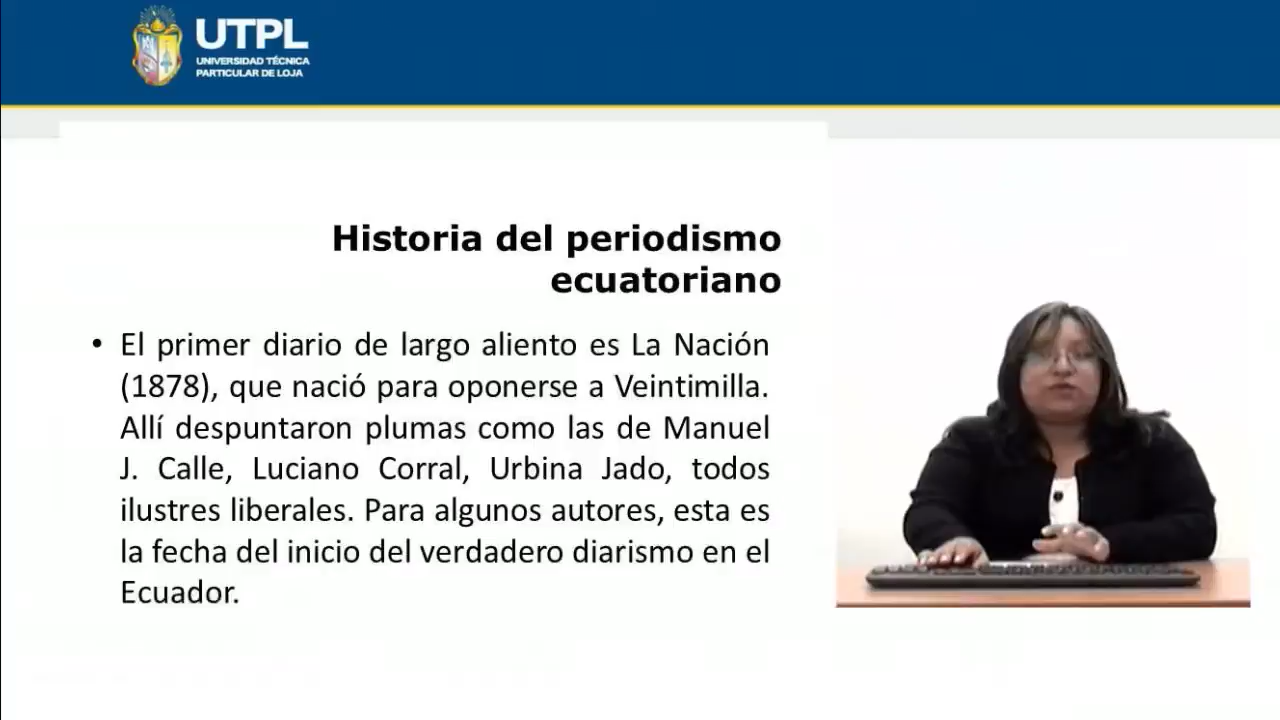 UTPL
UNIVERSIDAD TÉCNICA
PARTICULAR DE LOJA
Historia del periodismo
ecuatoriano
• El primer diario de largo aliento es La Nación
(1878), que nació para oponerse a Veintimilla.
Allí despuntaron plumas como las de Manuel
J. Calle, Luciano Corral, Urbina Jado, todos
ilustres liberales. Para algunos autores, esta es
la fecha del inicio del verdadero diarismo en el
Ecuador.